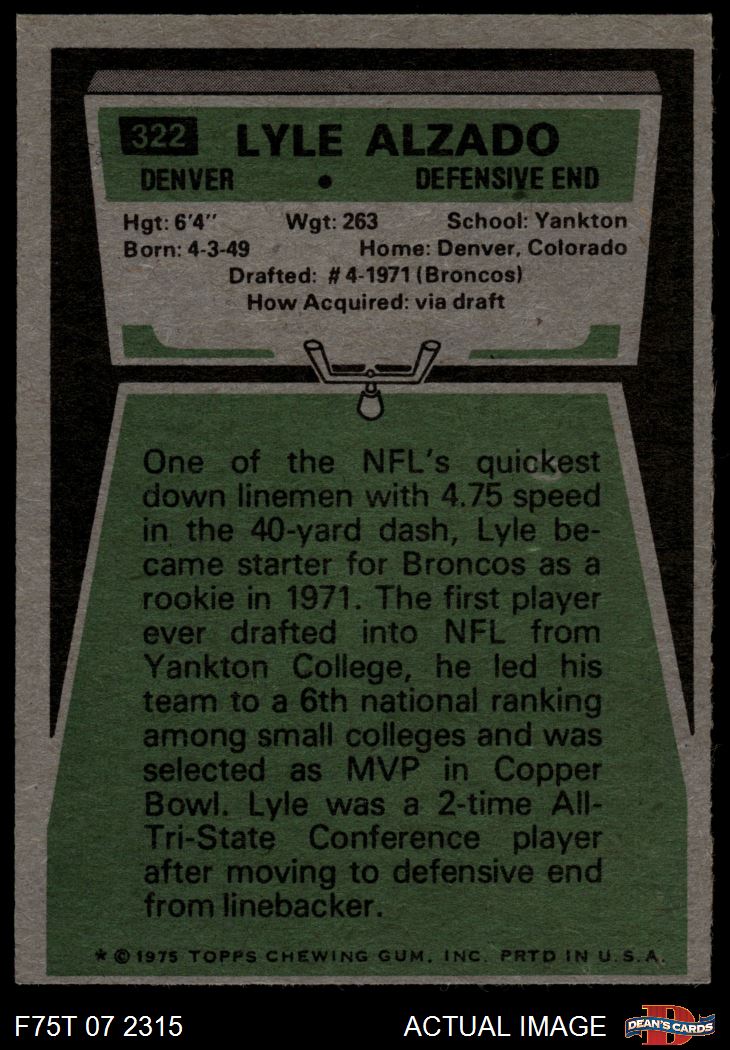 322 LYLE ALZADO
DENVER • DEFENSIVE END
Hgt: 6'4" Wgt: 263 School: Yankton
Born: 4-3-49 Home: Denver, Colorado
Drafted: #4-1971 (Broncos)
How Acquired: via draft
One of the NFL's quickest
down linemen with 4.75 speed
in the 40-yard dash, Lyle be-
came starter for Broncos as a
rookie in 1971. The first player
ever drafted into NFL from
Yankton College, he led his
team to a 6th national ranking
among small colleges and was
selected as MVP in Copper
Bowl. Lyle was a 2-time All-
Tri-State Conference player
after moving to defensive end
from linebacker.
* © 1975 TOPPS CHEWING GUM, INC. PRTD IN U.S.A.
F75T 07 2315 ACTUAL IMAGE D DEAN'S CARDS